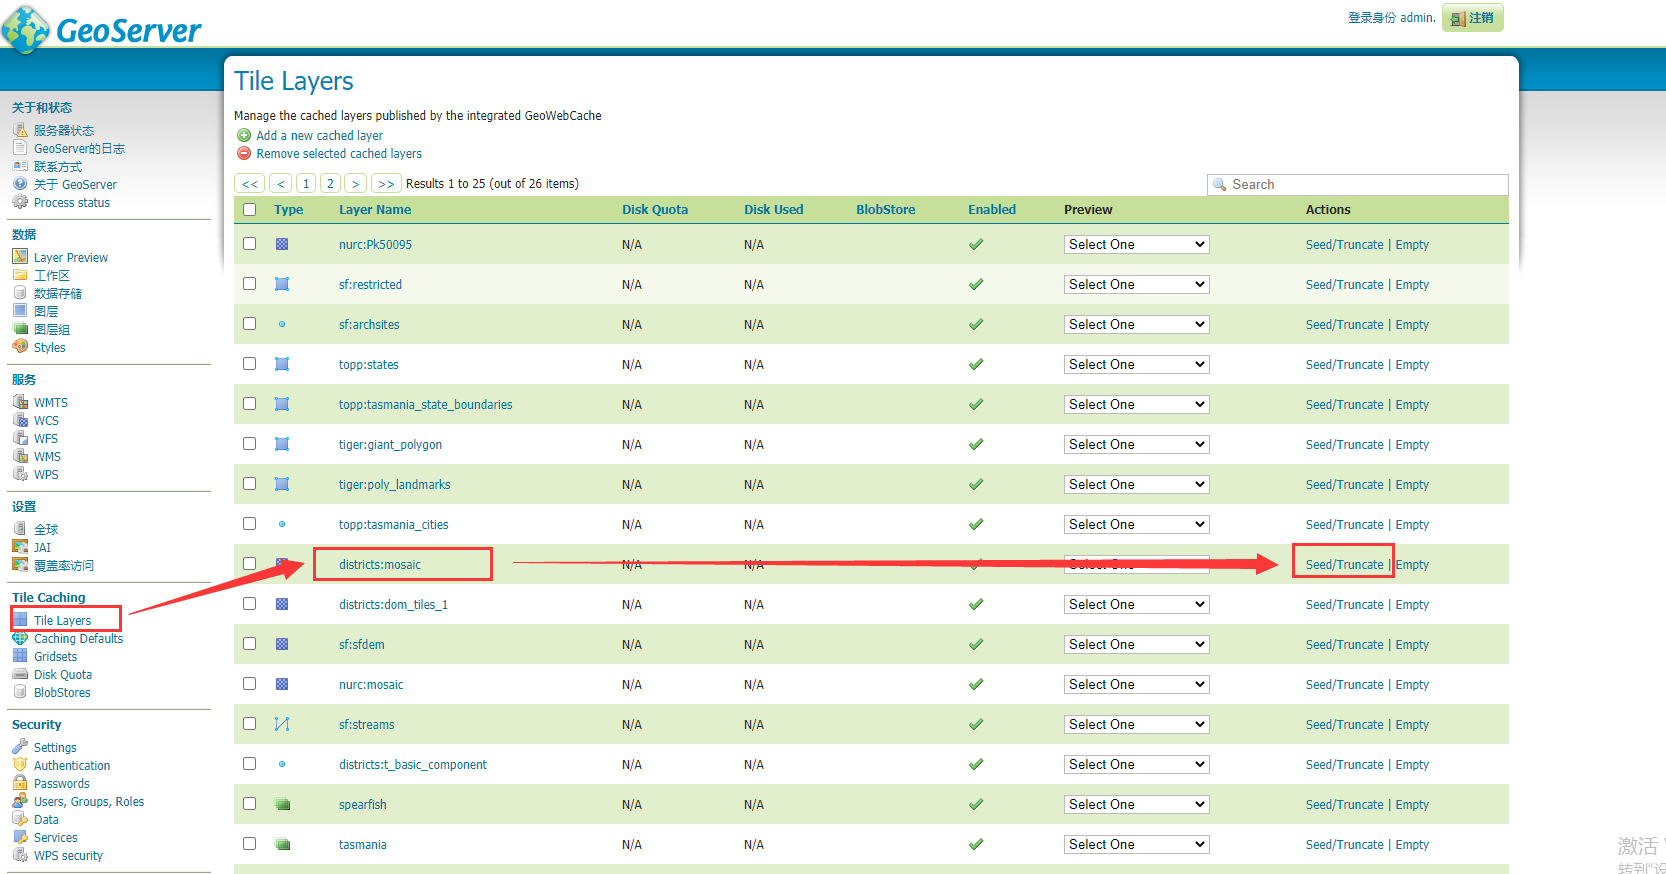 GeoServer
登录身份 admin.
注销
关于和状态
服务器状态
GeoServer的日志
联系方式
关于 GeoServer
Process status
数据
Layer Preview
工作区
数据存储
图层
图层组
Styles
服务
WMTS
WCS
WFS
WMS
WPS
设置
全球
JAI
覆盖率访问
Tile Caching
Tile Layers
Caching Defaults
Gridsets
Disk Quota
BlobStores
Security
Settings
Authentication
Passwords
Users, Groups, Roles
Data
Services
WPS security
Tile Layers
Manage the cached layers published by the integrated GeoWebCache
Add a new cached layer
Remove selected cached layers
<< < 1 2 > >> Results 1 to 25 (out of 26 items) Search
Type Layer Name Disk Quota Disk Used BlobStore Enabled Preview Actions
nurc:Pk50095 N/A N/A Select One Seed/Truncate | Empty
sf:restricted N/A N/A Select One Seed/Truncate | Empty
sf:archsites N/A N/A Select One Seed/Truncate | Empty
topp:states N/A N/A Select One Seed/Truncate | Empty
topp:tasmania_state_boundaries N/A N/A Select One Seed/Truncate | Empty
tiger:giant_polygon N/A N/A Select One Seed/Truncate | Empty
tiger:poly_landmarks N/A N/A Select One Seed/Truncate | Empty
topp:tasmania_cities N/A N/A Select One Seed/Truncate | Empty
districts:mosaic N/A N/A Select One Seed/Truncate | Empty
districts:dom_tiles_1 N/A N/A Select One Seed/Truncate | Empty
sf:sfdem N/A N/A Select One Seed/Truncate | Empty
nurc:mosaic N/A N/A Select One Seed/Truncate | Empty
sf:streams N/A N/A Select One Seed/Truncate | Empty
districts:t_basic_component N/A N/A Select One Seed/Truncate | Empty
spearfish N/A N/A Select One Seed/Truncate | Empty
tasmania N/A N/A Select One Seed/Truncate | Empty
激活
转到"设